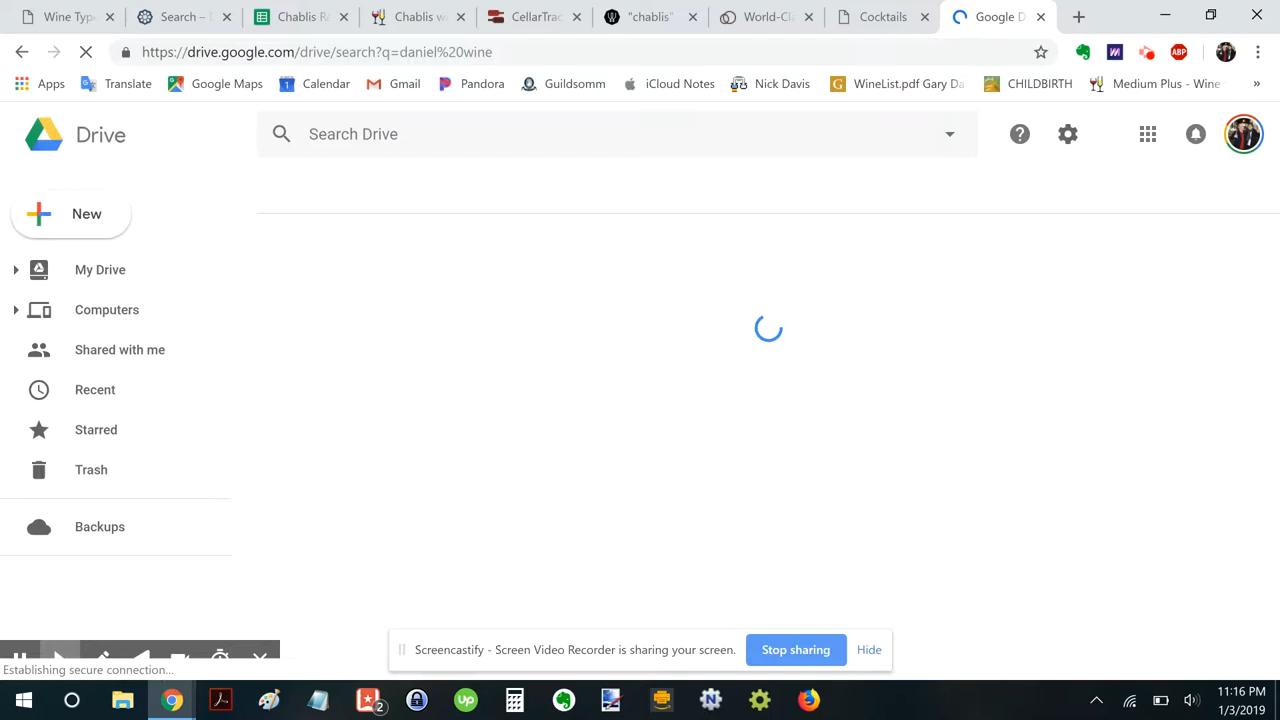 Wine Typ
Search –
Chablis R
Chablis w
CellarTrac
"chablis"
World-Cla
Cocktails
Google D
https://drive.google.com/drive/search?q=daniel%20wine
Apps
Translate
Google Maps
Calendar
Gmail
Pandora
Guildsomm
iCloud Notes
Nick Davis
WineList.pdf Gary Da
CHILDBIRTH
Medium Plus - Wine
»
Drive
Search Drive
New
My Drive
Computers
Shared with me
Recent
Starred
Trash
Backups
Screencastify - Screen Video Recorder is sharing your screen.
Stop sharing
Hide
Establishing secure connection...
11:16 PM
1/3/2019